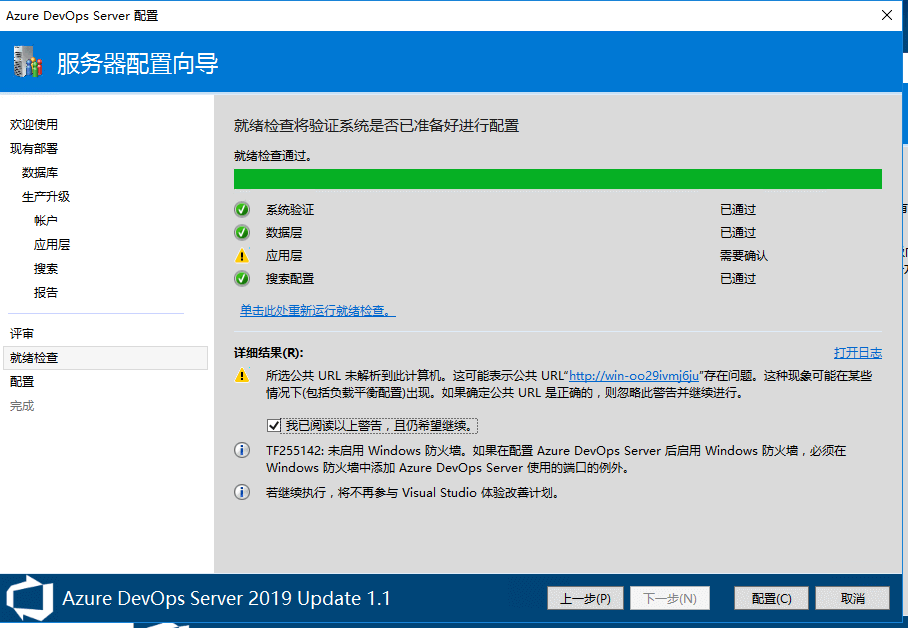 Azure DevOps Server 配置
服务器配置向导
欢迎使用
现有部署
数据库
生产升级
帐户
应用层
搜索
报告
评审
就绪检查
配置
完成
就绪检查将验证系统是否已准备好进行配置
就绪检查通过。
系统验证 已通过
数据层 已通过
应用层 需要确认
搜索配置 已通过
单击此处重新运行就绪检查。
详细结果(R): 打开日志
所选公共 URL 未解析到此计算机。这可能表示公共 URL“http://win-oo29ivmj6ju”存在问题。这种现象可能在某些
情况下(包括负载平衡配置)出现。如果确定公共 URL 是正确的，则忽略此警告并继续进行。
我已阅读以上警告，且仍希望继续。
TF255142: 未启用 Windows 防火墙。如果在配置 Azure DevOps Server 后启用 Windows 防火墙，必须在
Windows 防火墙中添加 Azure DevOps Server 使用的端口的例外。
若继续执行，将不再参与 Visual Studio 体验改善计划。
Azure DevOps Server 2019 Update 1.1
上一步(P) 下一步(N) 配置(C) 取消